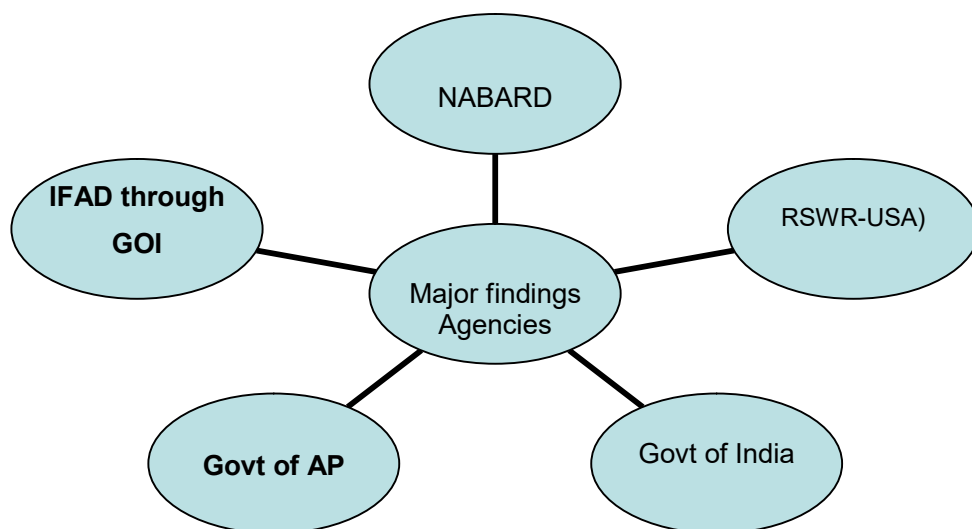 NABARD
IFAD through
GOI
RSWR-USA)
Major findings
Agencies
Govt of AP
Govt of India